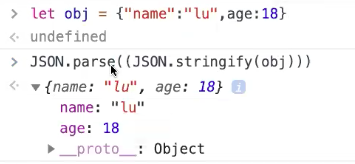 > let obj = {"name":"lu",age:18}
<· undefined
> JSON.parse((JSON.stringify(obj)))
<· ▼{name: "lu", age: 18} i
name: "lu"
age: 18
▶__proto__: Object